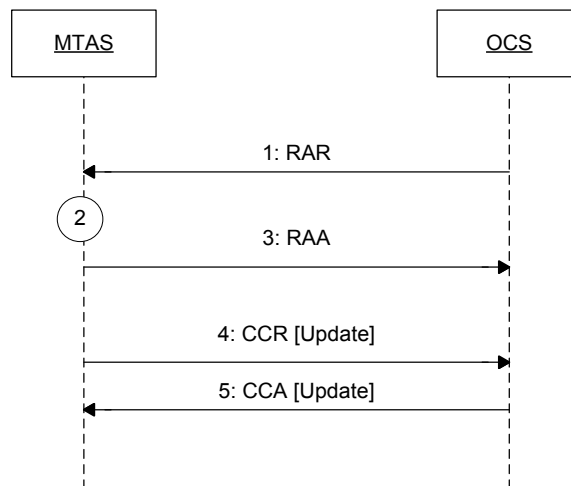 MTAS
OCS
1: RAR
2
3: RAA
4: CCR [Update]
5: CCA [Update]